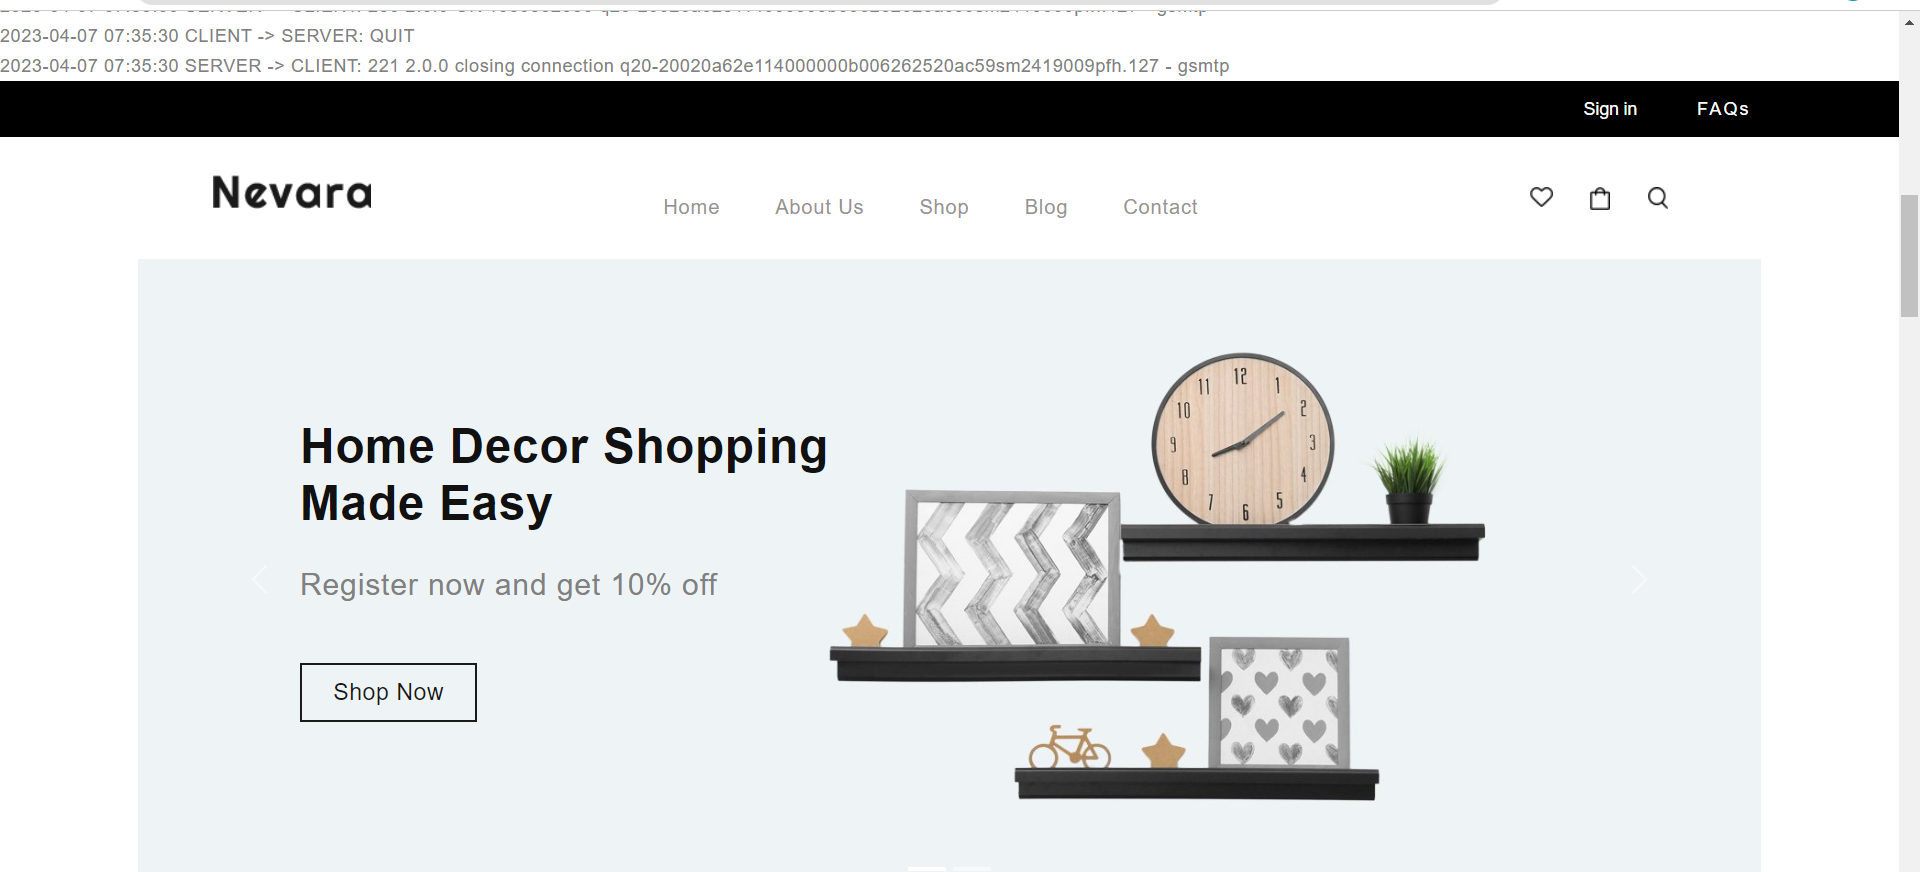 2023-04-07 07:35:30 CLIENT -> SERVER: QUIT
2023-04-07 07:35:30 SERVER -> CLIENT: 221 2.0.0 closing connection q20-20020a62e114000000b006262520ac59sm2419009pfh.127 - gsmtp
Sign in FAQs
Nevara
Home About Us Shop Blog Contact
Home Decor Shopping
Made Easy
Register now and get 10% off
Shop Now
12
11 1
10 2
9 3
8 4
7 5
6